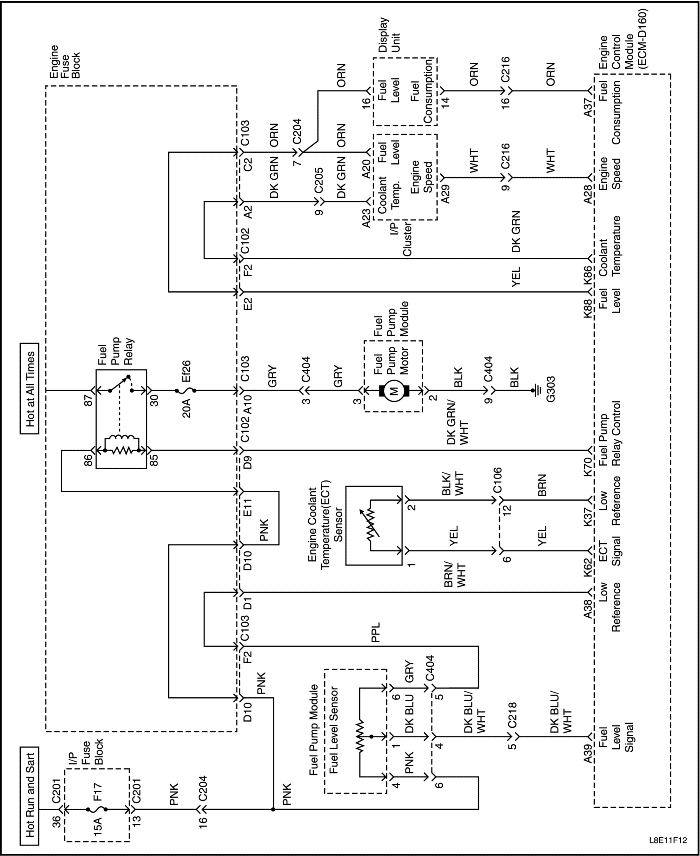 Hot Run and Sart
Hot at All Times
Engine
Fuse
Block
Display
Unit
Engine
Control
Module
(ECM-D160)
36
C201
I/P
Fuse
Block
15A
F17
13
C201
PNK
16
C204
PNK
D10
PNK
F2
C103
D1
D10
PNK
E11
D9
C102
A10
C103
E2
F2
C102
A2
C2
C103
87
86
Fuel
Pump
Relay
30
85
20A
Ef26
ORN
7
C204
ORN
ORN
DK GRN
9
C205
DK GRN
16
Fuel
Level
Fuel
Consumption
14
ORN
16
C216
ORN
A37
Fuel
Consumption
A20
A23
Fuel
Level
Coolant
Temp.
Engine
Speed
I/P
Cluster
A29
WHT
9
C216
WHT
A28
Engine
Speed
DK GRN
K86
Coolant
Temperature
YEL
K88
Fuel
Level
GRY
3
C404
GRY
3
Fuel
Pump
Module
Fuel
Pump
Motor
M
2
BLK
9
C404
BLK
G303
DK GRN/
WHT
K70
Fuel Pump
Relay Control
Engine Coolant
Temperature(ECT)
Sensor
2
BLK/
WHT
12
C106
BRN
K37
Low
Reference
1
YEL
6
YEL
K62
ECT
Signal
BRN/
WHT
A38
Low
Reference
PPL
Fuel Pump Module
Fuel Level Sensor
6
GRY
5
C404
1
DK BLU
4
DK BLU/
WHT
5
C218
DK BLU/
WHT
A39
Fuel
Level
Signal
4
PNK
6
L8E11F12